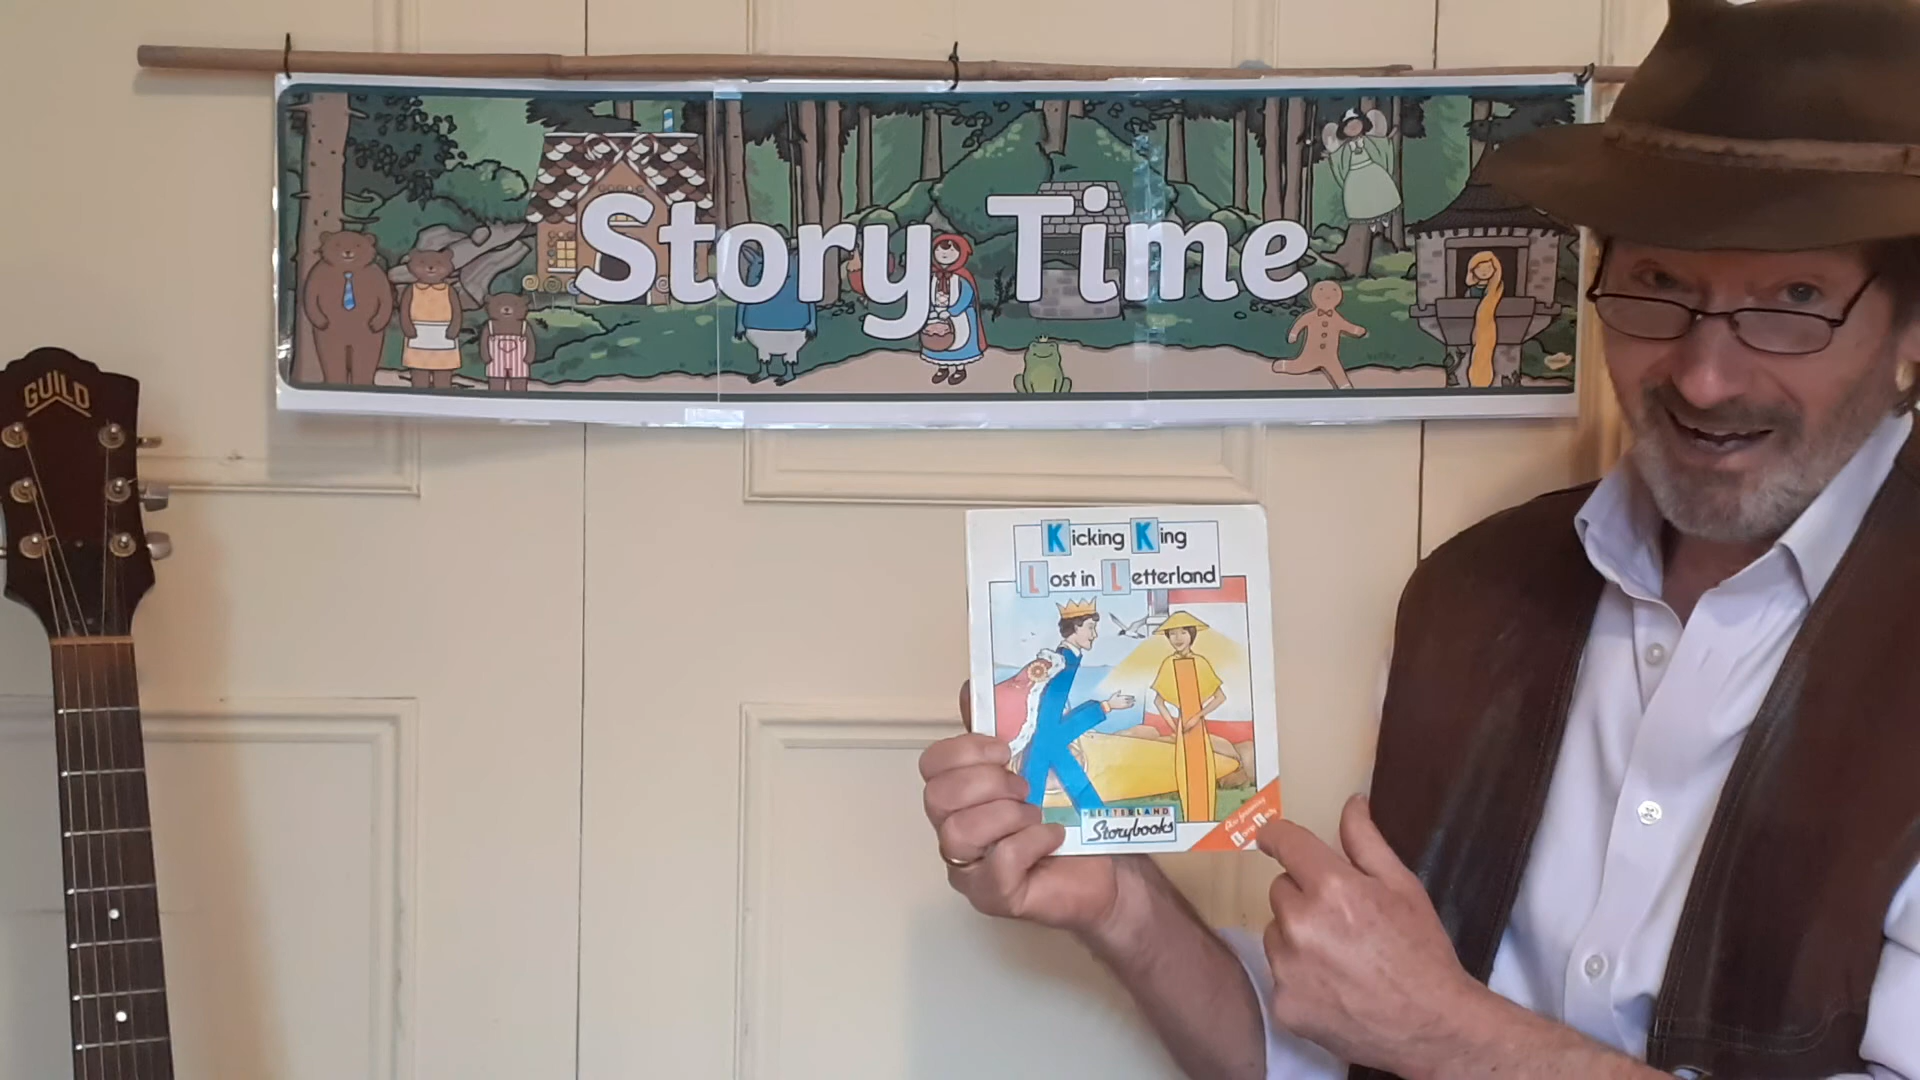 Story Time
GUILD
Kicking King
Lost in Letterland
LETTERLAND
Storybooks